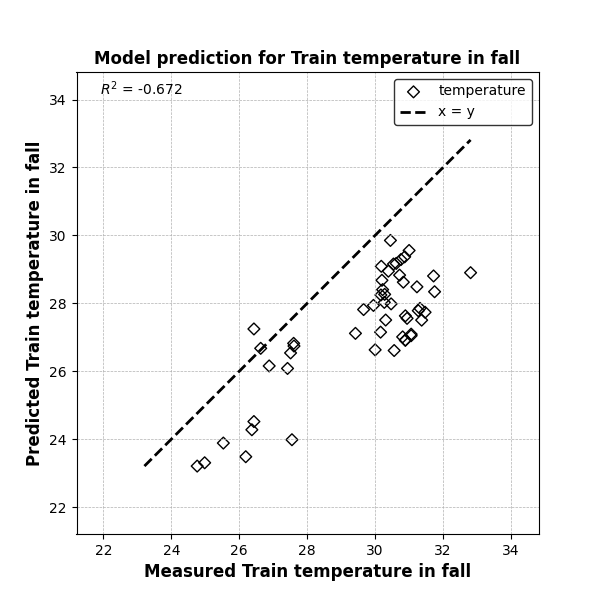 Model prediction for Train temperature in fall
R² = -0.672
temperature
x = y
34
32
30
28
26
24
22
Predicted Train temperature in fall
22 24 26 28 30 32 34
Measured Train temperature in fall